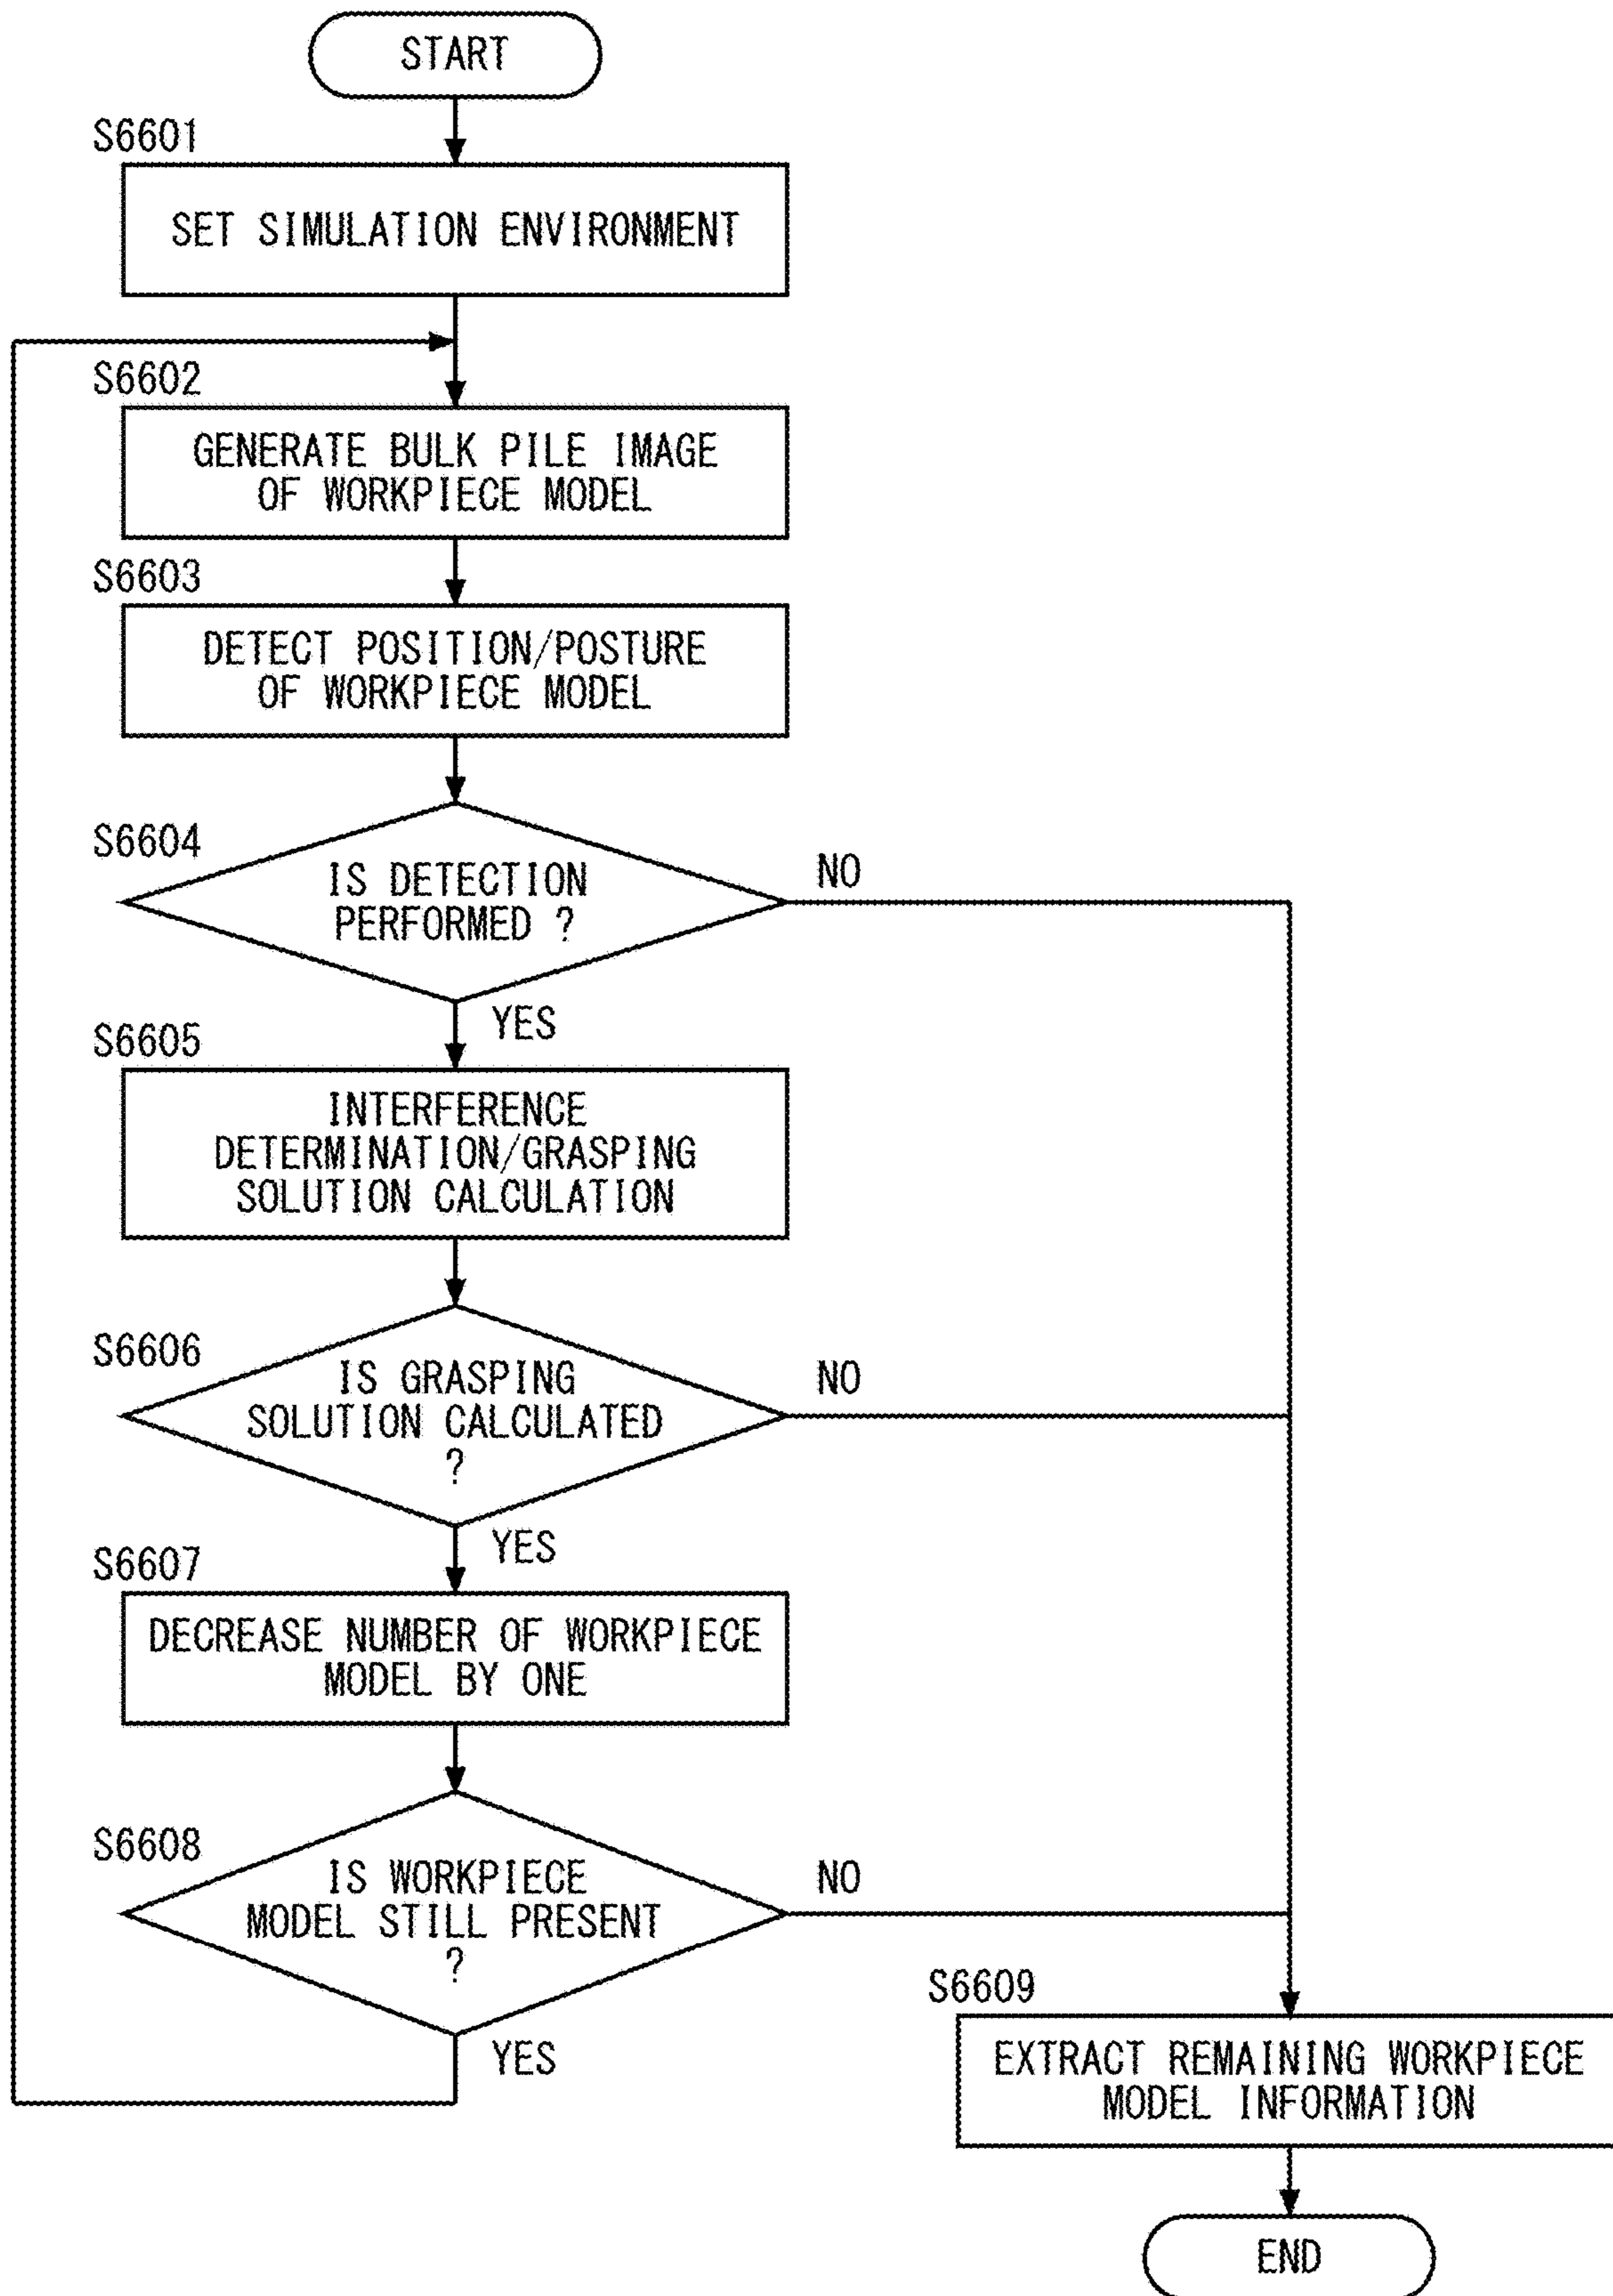 START
S6601
SET SIMULATION ENVIRONMENT
S6602
GENERATE BULK PILE IMAGE
OF WORKPIECE MODEL
S6603
DETECT POSITION/POSTURE
OF WORKPIECE MODEL
S6604
IS DETECTION
PERFORMED ?
NO
YES
S6605
INTERFERENCE
DETERMINATION/GRASPING
SOLUTION CALCULATION
S6606
IS GRASPING
SOLUTION CALCULATED
?
NO
YES
S6607
DECREASE NUMBER OF WORKPIECE
MODEL BY ONE
S6608
IS WORKPIECE
MODEL STILL PRESENT
?
NO
YES
S6609
EXTRACT REMAINING WORKPIECE
MODEL INFORMATION
END